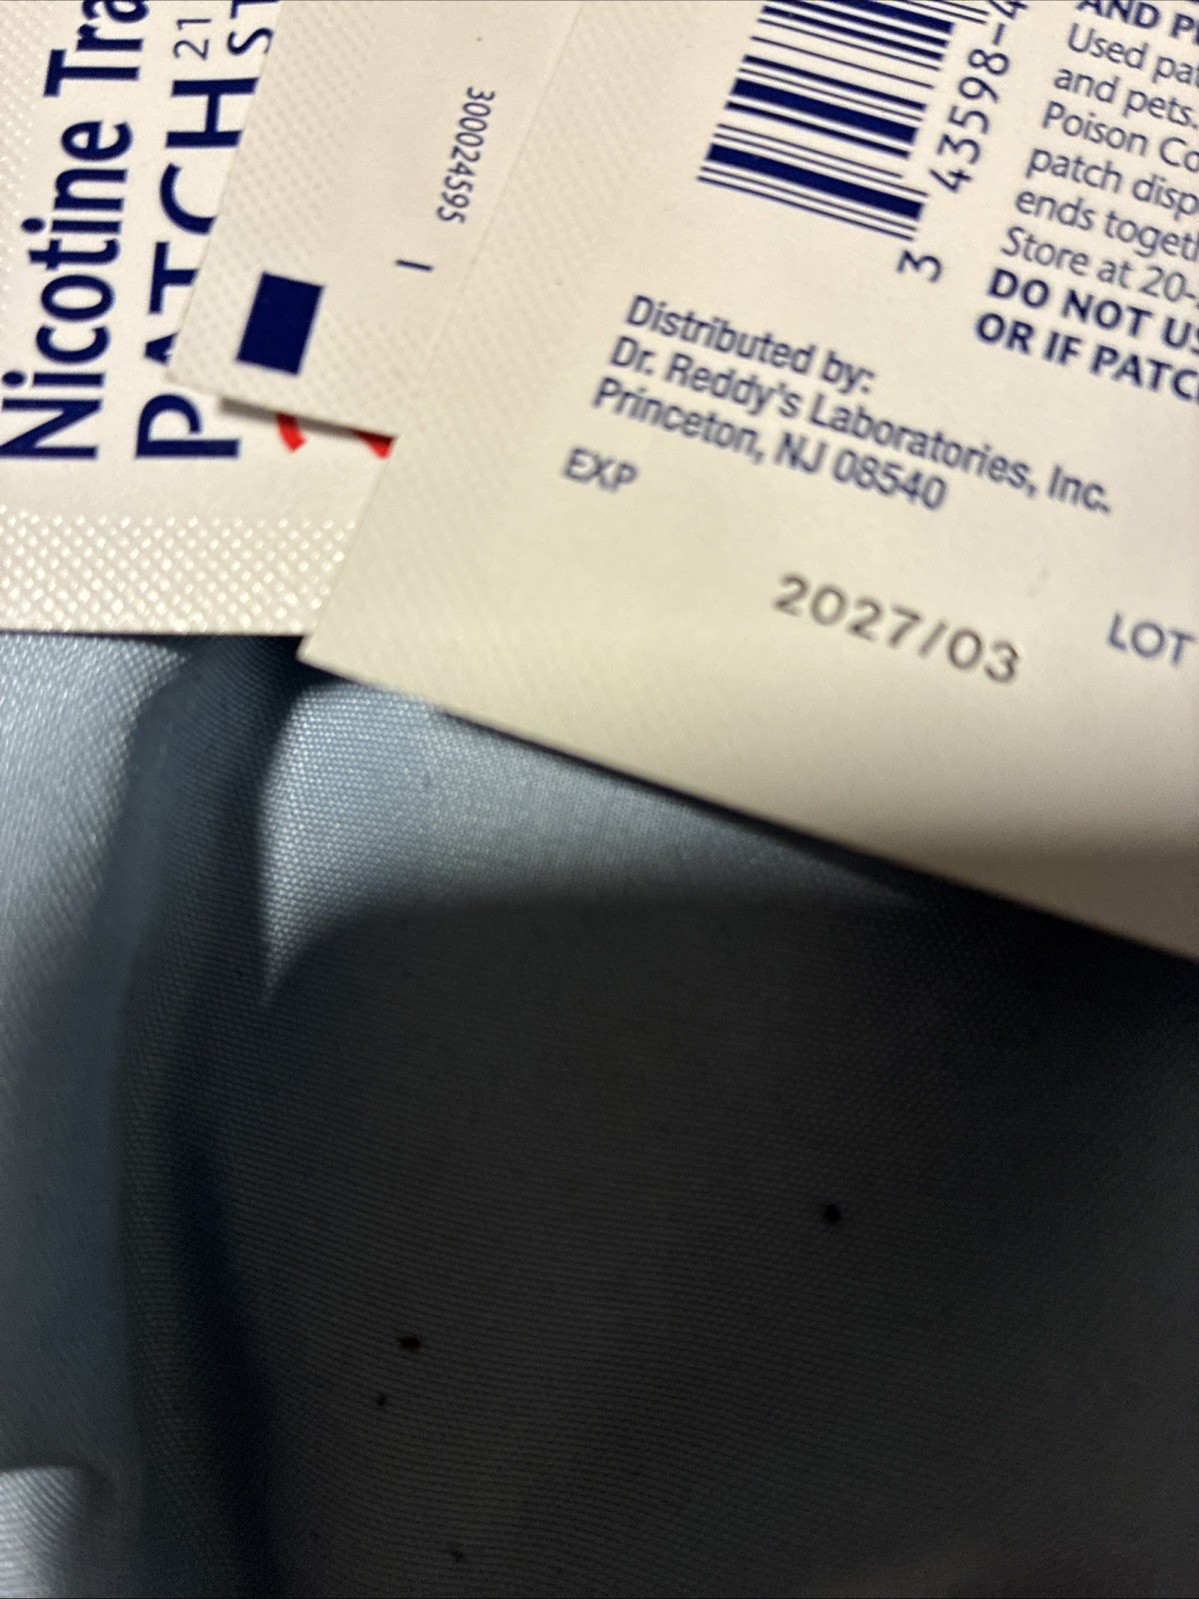 Nicotine Tra
PATCH 21
ST
300024595
3 43598-4
AND P
Used pat
and pets.
Poison Co
patch disp
ends togeth
Store at 20-
DO NOT US
OR IF PATC
Distributed by:
Dr. Reddy's Laboratories, Inc.
Princeton, NJ 08540
EXP
2027/03
LOT